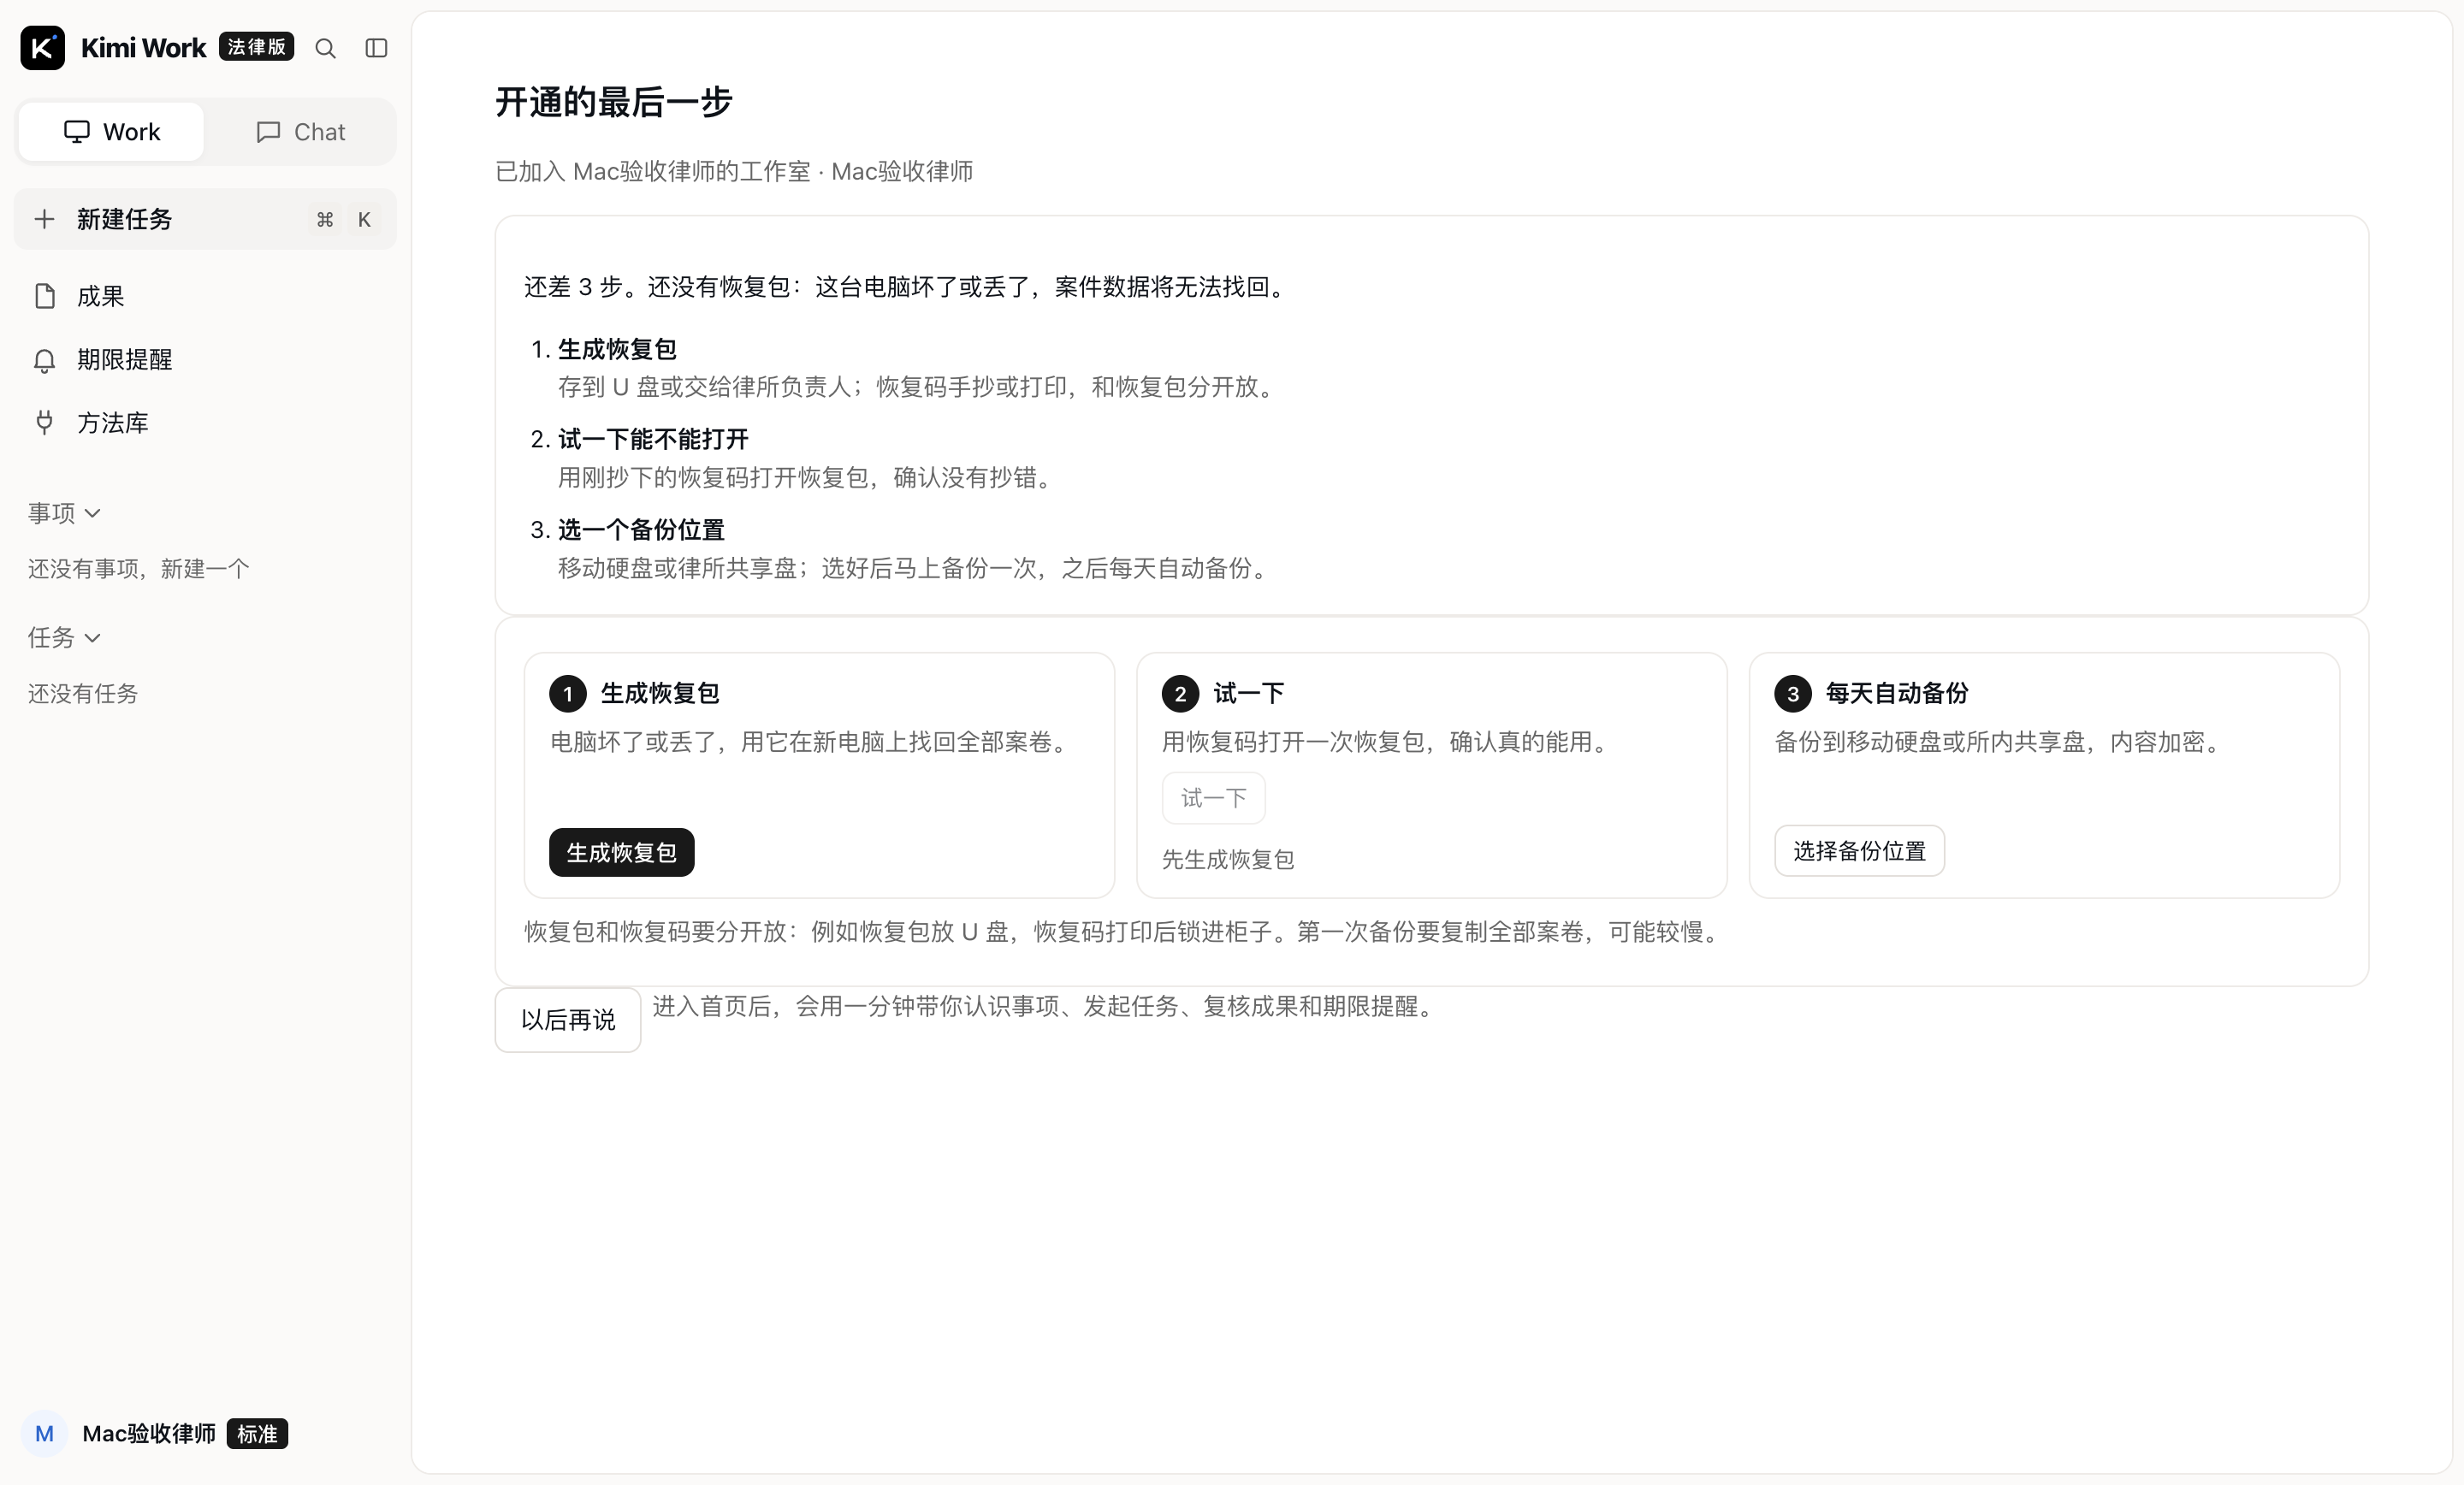 Kimi Work 法律版
Work
Chat
新建任务 ⌘ K
成果
期限提醒
方法库
事项
还没有事项，新建一个
任务
还没有任务
M Mac验收律师 标准
开通的最后一步
已加入 Mac验收律师的工作室 · Mac验收律师
还差 3 步。还没有恢复包：这台电脑坏了或丢了，案件数据将无法找回。
1. 生成恢复包
存到 U 盘或交给律所负责人；恢复码手抄或打印，和恢复包分开放。
2. 试一下能不能打开
用刚抄下的恢复码打开恢复包，确认没有抄错。
3. 选一个备份位置
移动硬盘或律所共享盘；选好后马上备份一次，之后每天自动备份。
1 生成恢复包
电脑坏了或丢了，用它在新电脑上找回全部案卷。
生成恢复包
2 试一下
用恢复码打开一次恢复包，确认真的能用。
试一下
先生成恢复包
3 每天自动备份
备份到移动硬盘或所内共享盘，内容加密。
选择备份位置
恢复包和恢复码要分开放：例如恢复包放 U 盘，恢复码打印后锁进柜子。第一次备份要复制全部案卷，可能较慢。
以后再说
进入首页后，会用一分钟带你认识事项、发起任务、复核成果和期限提醒。